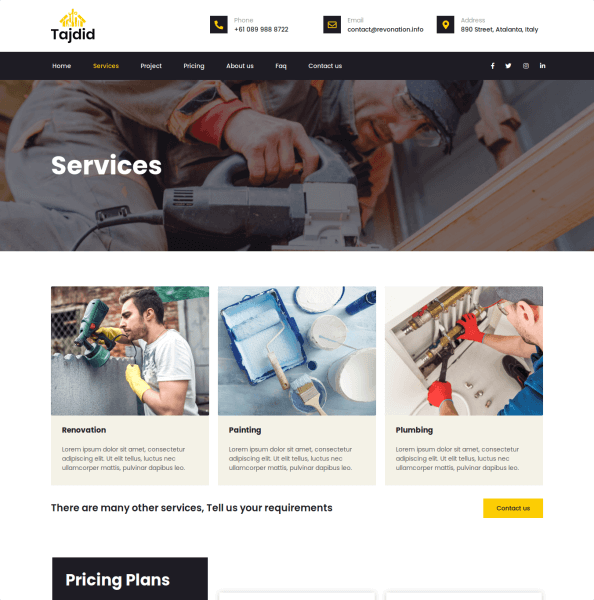 Tajdid
Phone
+61 089 988 8722
Email
contact@revonation.info
Address
890 Street, Atalanta, Italy
Home Services Project Pricing About us Faq Contact us
Services
Renovation
Lorem ipsum dolor sit amet, consectetur
adipiscing elit. Ut elit tellus, luctus nec
ullamcorper mattis, pulvinar dapibus leo.
Painting
Lorem ipsum dolor sit amet, consectetur
adipiscing elit. Ut elit tellus, luctus nec
ullamcorper mattis, pulvinar dapibus leo.
Plumbing
Lorem ipsum dolor sit amet, consectetur
adipiscing elit. Ut elit tellus, luctus nec
ullamcorper mattis, pulvinar dapibus leo.
There are many other services, Tell us your requirements
Contact us
Pricing Plans